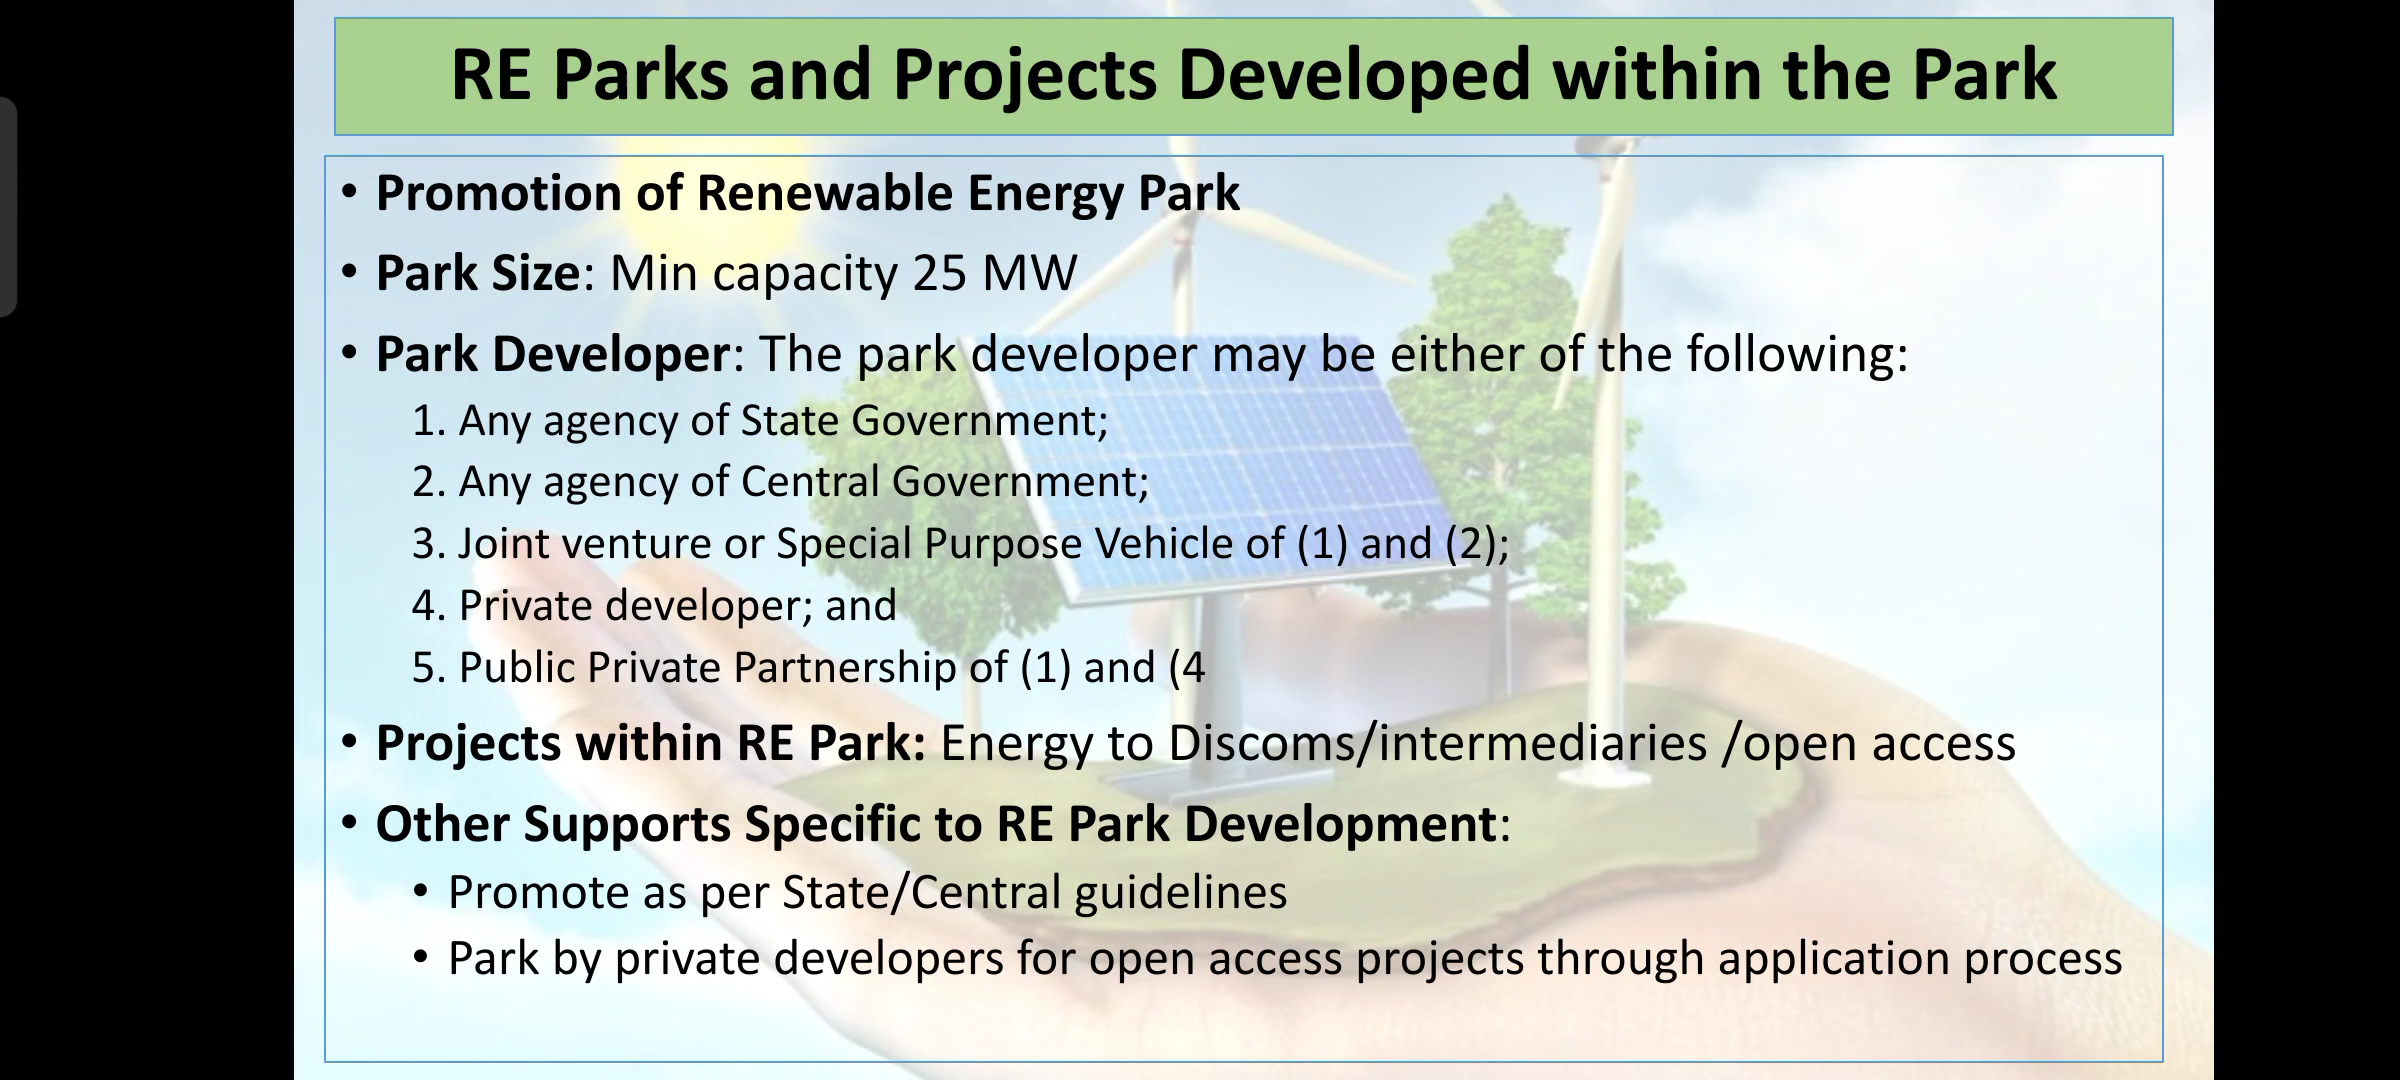 RE Parks and Projects Developed within the Park
• Promotion of Renewable Energy Park
• Park Size: Min capacity 25 MW
• Park Developer: The park developer may be either of the following:
1. Any agency of State Government;
2. Any agency of Central Government;
3. Joint venture or Special Purpose Vehicle of (1) and (2);
4. Private developer; and
5. Public Private Partnership of (1) and (4
• Projects within RE Park: Energy to Discoms/intermediaries /open access
• Other Supports Specific to RE Park Development:
• Promote as per State/Central guidelines
• Park by private developers for open access projects through application process